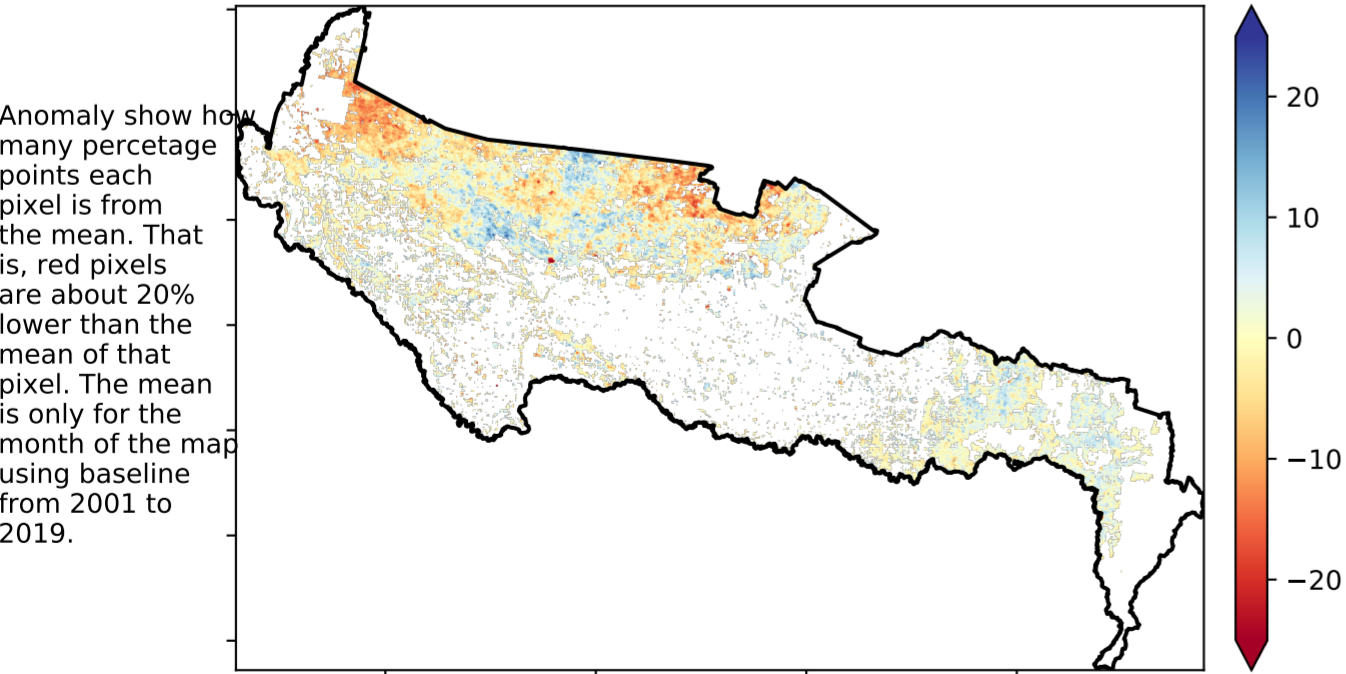 Anomaly show how
many percetage
points each
pixel is from
the mean. That
is, red pixels
are about 20%
lower than the
mean of that
pixel. The mean
is only for the
month of the map
using baseline
from 2001 to
2019.
20
10
0
−10
−20